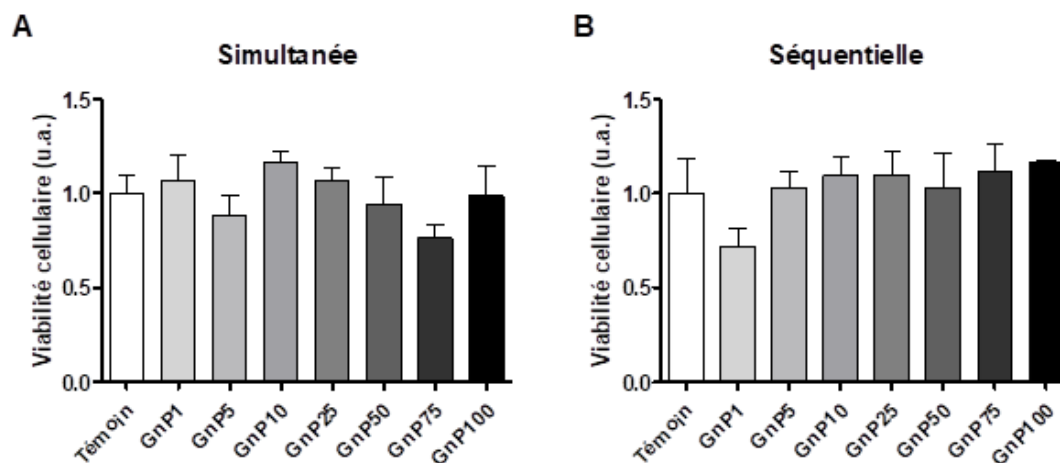 A
Simultanée
Viabilité cellulaire (u.a.)
1.5
1.0
0.5
0.0
Témoin
GnP1
GnP5
GnP10
GnP25
GnP50
GnP75
GnP100
B
Séquentielle
Viabilité cellulaire (u.a.)
1.5
1.0
0.5
0.0
Témoin
GnP1
GnP5
GnP10
GnP25
GnP50
GnP75
GnP100